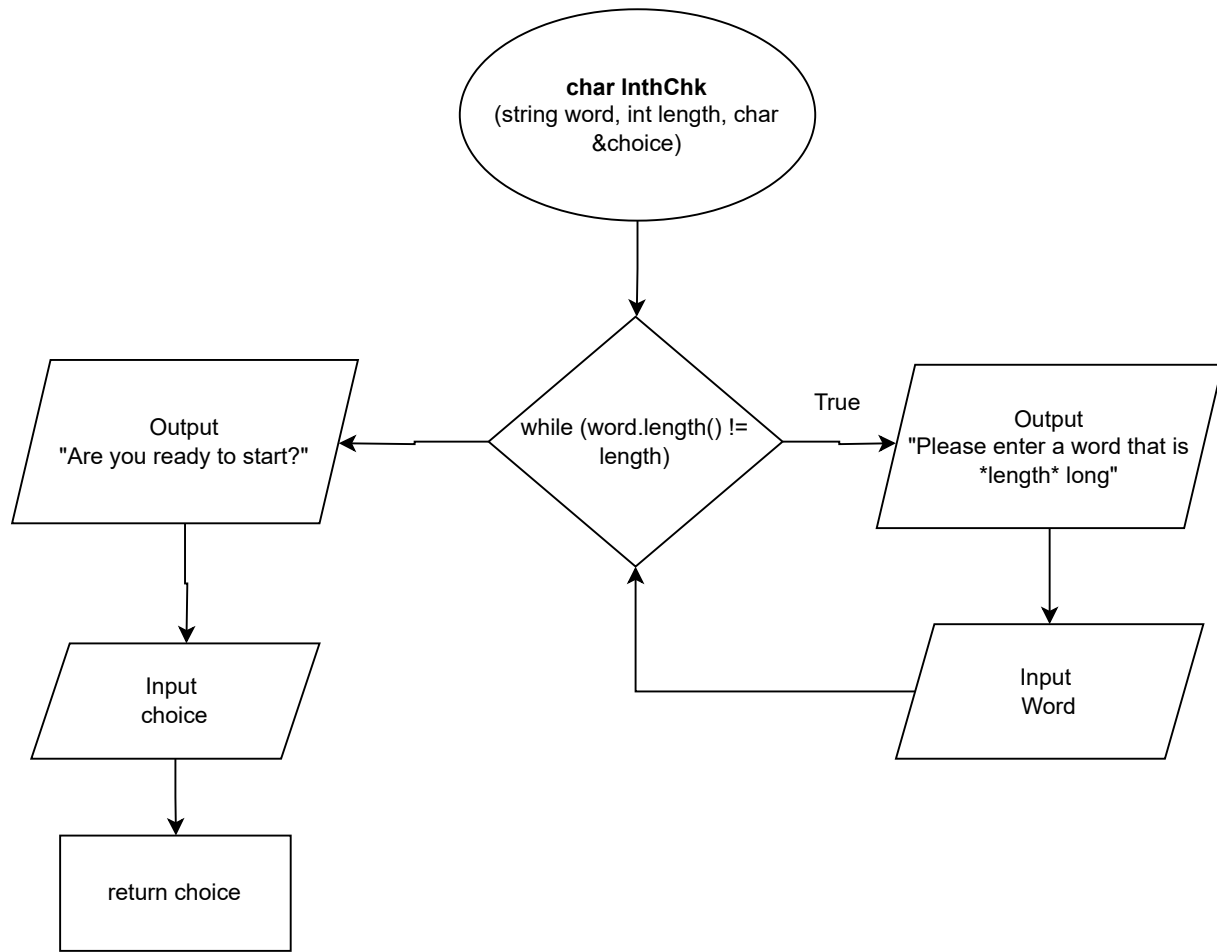 char InthChk
(string word, int length, char
&choice)
while (word.length() !=
length)
True
Output
"Please enter a word that is
*length* long"
Input
Word
Output
"Are you ready to start?"
Input
choice
return choice